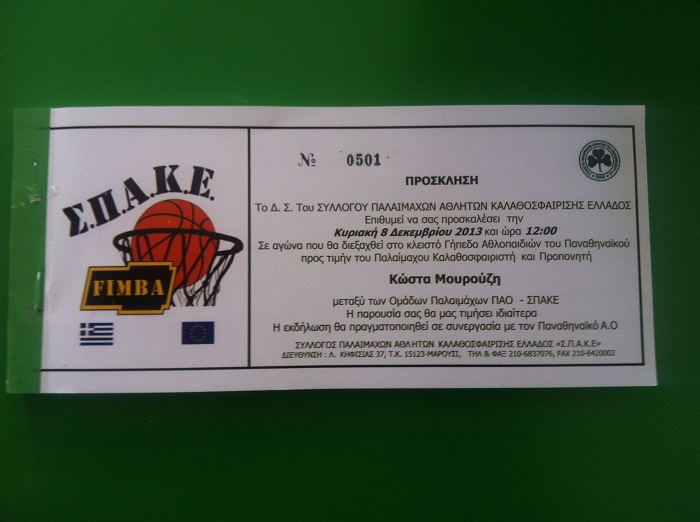 Σ.Π.Α.Κ.Ε.
FIMBA
№ 0501
ΠΡΟΣΚΛΗΣΗ
Το Δ. Σ. Του ΣΥΛΛΟΓΟΥ ΠΑΛΑΙΜΑΧΩΝ ΑΘΛΗΤΩΝ ΚΑΛΑΘΟΣΦΑΙΡΙΣΗΣ ΕΛΛΑΔΟΣ
Επιθυμεί να σας προσκαλέσει την
Κυριακή 8 Δεκεμβρίου 2013 και ώρα 12:00
Σε αγώνα που θα διεξαχθεί στο κλειστό Γήπεδο Αθλοπαιδιών του Παναθηναϊκού
προς τιμήν του Παλαίμαχου Καλαθοσφαιριστή και Προπονητή
Κώστα Μουρούζη
μεταξύ των Ομάδων Παλαιμάχων ΠΑΟ - ΣΠΑΚΕ
Η παρουσία σας θα μας τιμήσει ιδιαίτερα
Η εκδήλωση θα πραγματοποιηθεί σε συνεργασία με τον Παναθηναϊκό Α.Ο
ΣΥΛΛΟΓΟΣ ΠΑΛΑΙΜΑΧΩΝ ΑΘΛΗΤΩΝ ΚΑΛΑΘΟΣΦΑΙΡΙΣΗΣ ΕΛΛΑΔΟΣ «Σ.Π.Α.Κ.Ε»
ΔΙΕΥΘΥΝΣΗ : Λ. ΚΗΦΙΣΙΑΣ 37, Τ.Κ. 15123-ΜΑΡΟΥΣΙ, ΤΗΛ & ΦΑΞ 210-6837076, FAX 210-6420002